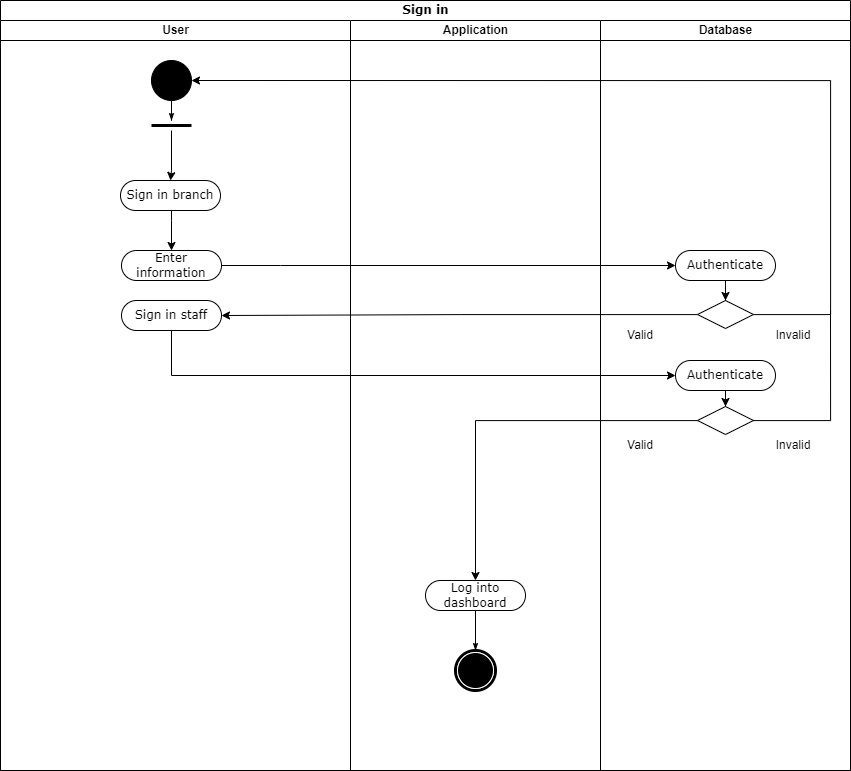 Sign in
User
Application
Database
Sign in branch
Enter
information
Authenticate
Sign in staff
Valid
Invalid
Authenticate
Valid
Invalid
Log into
dashboard